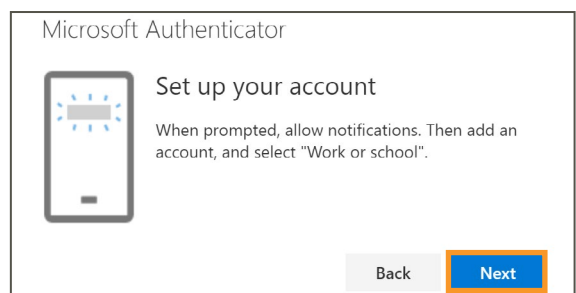 Microsoft Authenticator
Set up your account
When prompted, allow notifications. Then add an
account, and select "Work or school".
Back Next